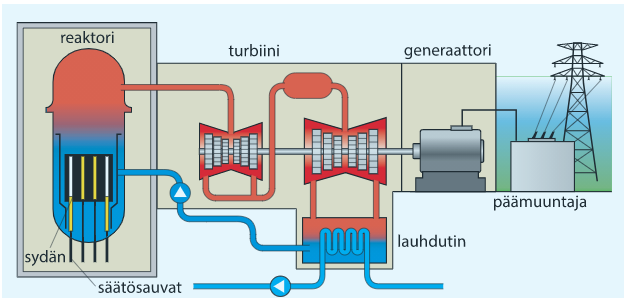 reaktori
turbiini
generaattori
päämuuntaja
lauhdutin
sydän
säätösauvat